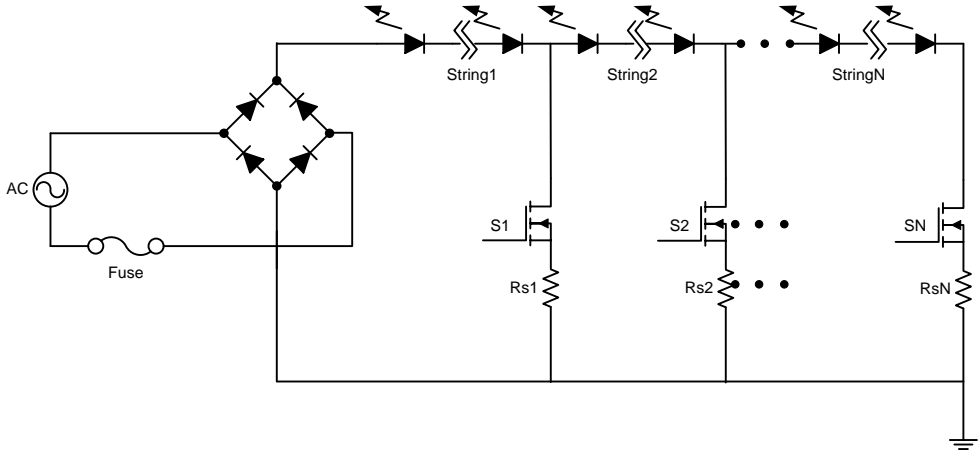 String1
String2
StringN
AC
Fuse
S1
S2
SN
Rs1
Rs2
RsN